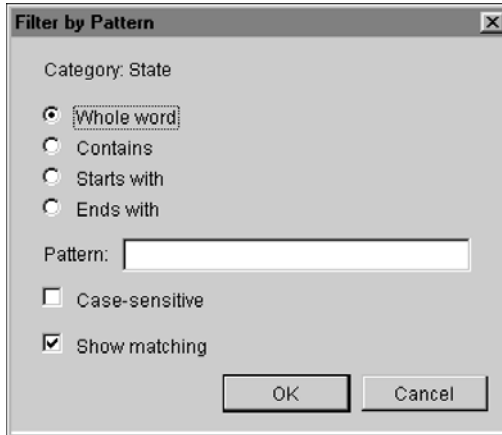 Filter by Pattern
Category: State
Whole word
Contains
Starts with
Ends with
Pattern:
Case-sensitive
Show matching
OK Cancel